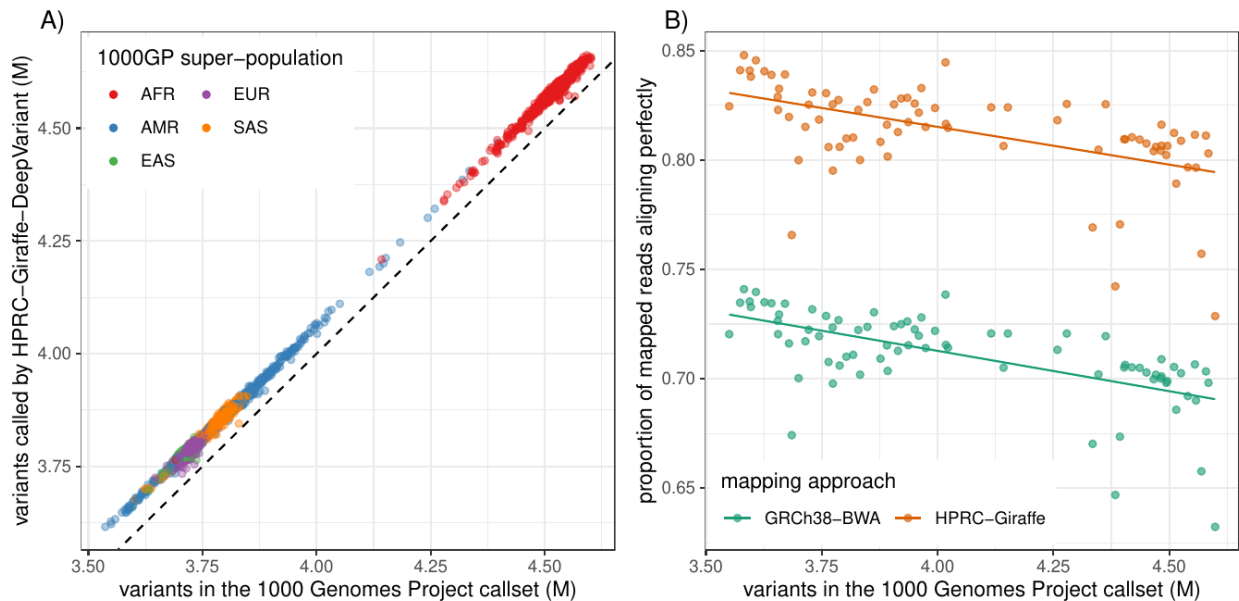 A)
variants called by HPRC−Giraffe−DeepVariant (M)
4.50
4.25
4.00
3.75
1000GP super−population
AFR EUR
AMR SAS
EAS
3.50 3.75 4.00 4.25 4.50
variants in the 1000 Genomes Project callset (M)
B)
proportion of mapped reads aligning perfectly
0.85
0.80
0.75
0.70
0.65
mapping approach
GRCh38−BWA HPRC−Giraffe
3.50 3.75 4.00 4.25 4.50
variants in the 1000 Genomes Project callset (M)